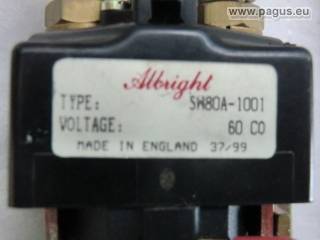 www.pagus.eu
Albright
TYPE: SW80A-1001
VOLTAGE: 60 CO
MADE IN ENGLAND 37/99